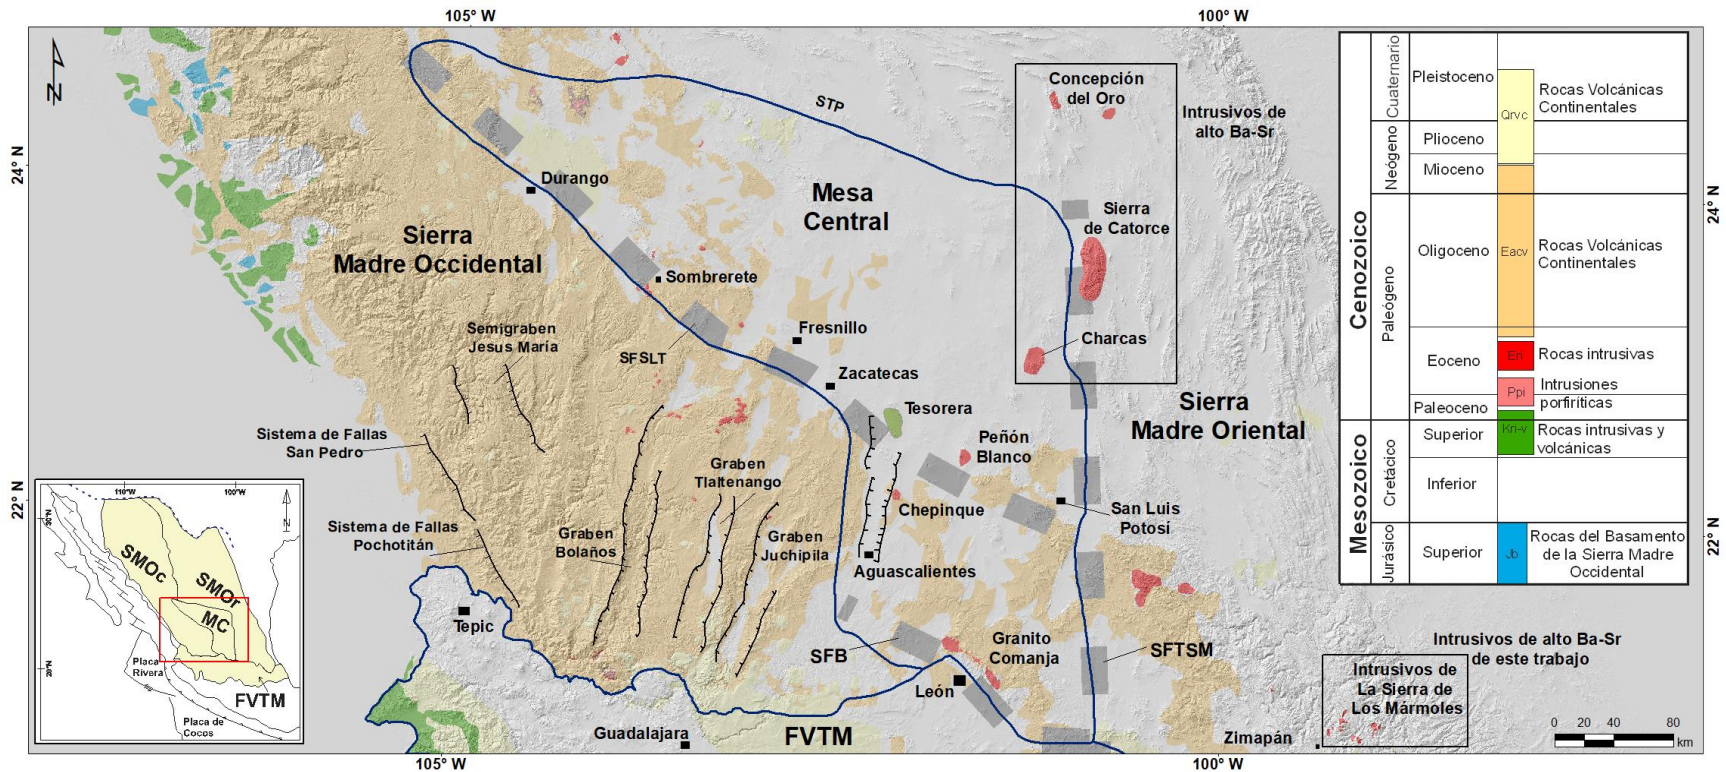 105° W
100° W
24° N
22° N
24° N
22° N
105° W
100° W
N
STP
Concepción
del Oro
Intrusivos de
alto Ba-Sr
Durango
Mesa
Central
Sierra
de Catorce
Sierra
Madre Occidental
Sombrerete
Semigraben
Jesus María
SFSLT
Fresnillo
Charcas
Zacatecas
Tesorera
Sierra
Madre Oriental
Sistema de Fallas
San Pedro
Peñón
Blanco
Graben
Tlaltenango
Chepinque
San Luis
Potosí
Sistema de Fallas
Pochotitán
Graben
Bolaños
Graben
Juchipila
Aguascalientes
Tepic
SFB
Granito
Comanja
SFTSM
León
Guadalajara
FVTM
Zimapán
Intrusivos de alto Ba-Sr
de este trabajo
Intrusivos de
La Sierra de
Los Mármoles
0 20 40 80
km
Cenozoico
Mesozoico
Cuaternario
Neógeno
Paleógeno
Cretácico
Jurásico
Pleistoceno
Plioceno
Mioceno
Oligoceno
Eoceno
Paleoceno
Superior
Inferior
Superior
Qrvc
Rocas Volcánicas
Continentales
Eacv
Rocas Volcánicas
Continentales
Eri
Rocas intrusivas
Ppi
Intrusiones
porfiríticas
Kri-v
Rocas intrusivas y
volcánicas
Jb
Rocas del Basamento
de la Sierra Madre
Occidental
110°W
100°W
N
30°N
20°N
SMOc
SMOr
MC
Placa
Rivera
FVTM
Placa de
Cocos